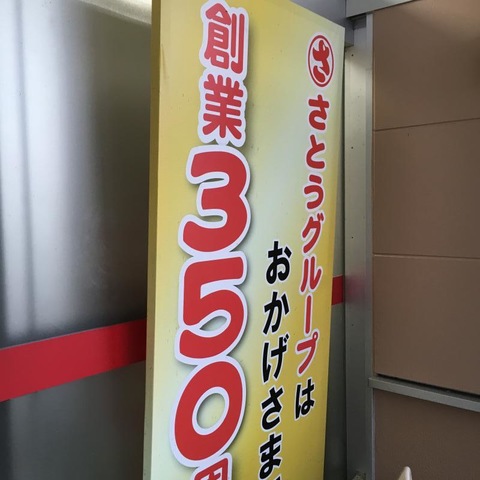 さ さとうグループは
おかげさま
創業350周